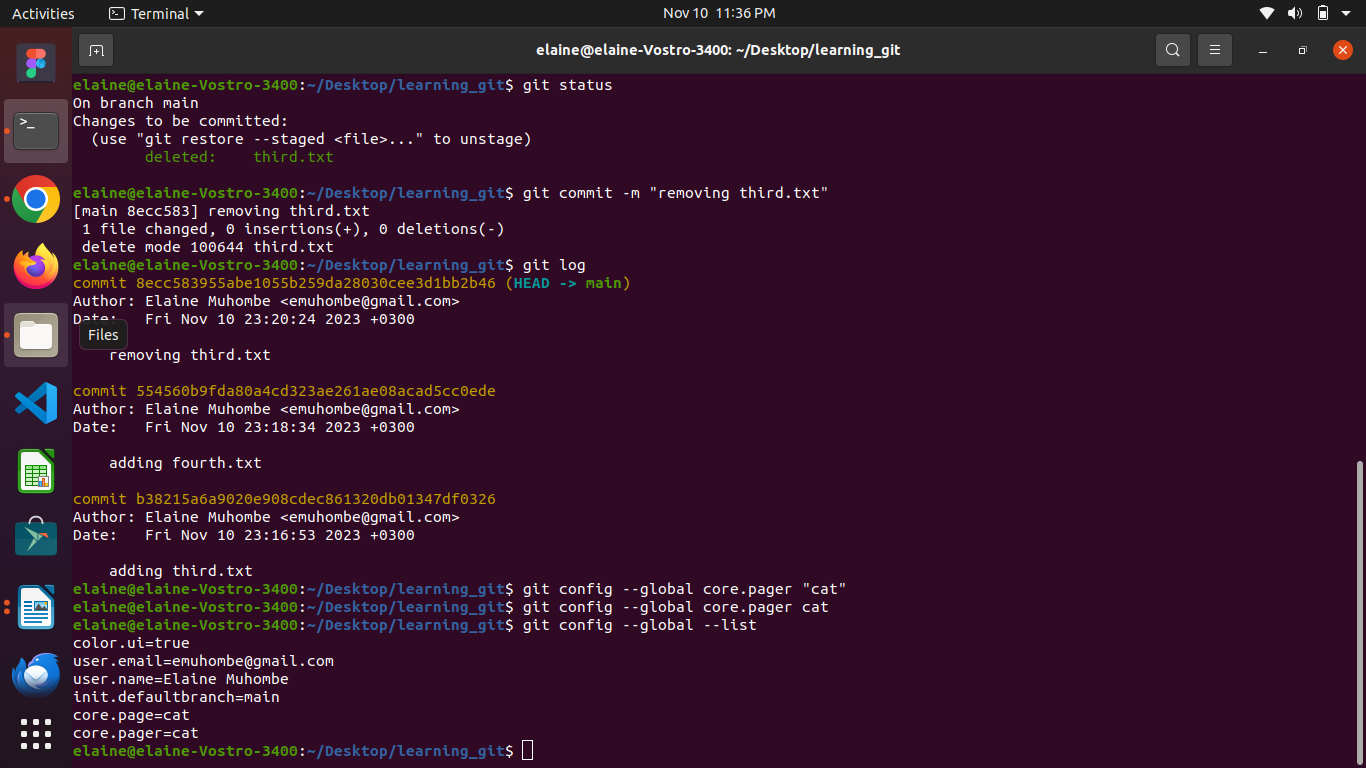 Activities Terminal Nov 10 11:36 PM
elaine@elaine-Vostro-3400: ~/Desktop/learning_git
elaine@elaine-Vostro-3400:~/Desktop/learning_git$ git status
On branch main
Changes to be committed:
  (use "git restore --staged <file>..." to unstage)
        deleted:    third.txt
elaine@elaine-Vostro-3400:~/Desktop/learning_git$ git commit -m "removing third.txt"
[main 8ecc583] removing third.txt
 1 file changed, 0 insertions(+), 0 deletions(-)
 delete mode 100644 third.txt
elaine@elaine-Vostro-3400:~/Desktop/learning_git$ git log
commit 8ecc583955abe1055b259da28030cee3d1bb2b46 (HEAD -> main)
Author: Elaine Muhombe <emuhombe@gmail.com>
Date:   Fri Nov 10 23:20:24 2023 +0300
Files
    removing third.txt
commit 554560b9fda80a4cd323ae261ae08acad5cc0ede
Author: Elaine Muhombe <emuhombe@gmail.com>
Date:   Fri Nov 10 23:18:34 2023 +0300
    adding fourth.txt
commit b38215a6a9020e908cdec861320db01347df0326
Author: Elaine Muhombe <emuhombe@gmail.com>
Date:   Fri Nov 10 23:16:53 2023 +0300
    adding third.txt
elaine@elaine-Vostro-3400:~/Desktop/learning_git$ git config --global core.pager "cat"
elaine@elaine-Vostro-3400:~/Desktop/learning_git$ git config --global core.pager cat
elaine@elaine-Vostro-3400:~/Desktop/learning_git$ git config --global --list
color.ui=true
user.email=emuhombe@gmail.com
user.name=Elaine Muhombe
init.defaultbranch=main
core.page=cat
core.pager=cat
elaine@elaine-Vostro-3400:~/Desktop/learning_git$